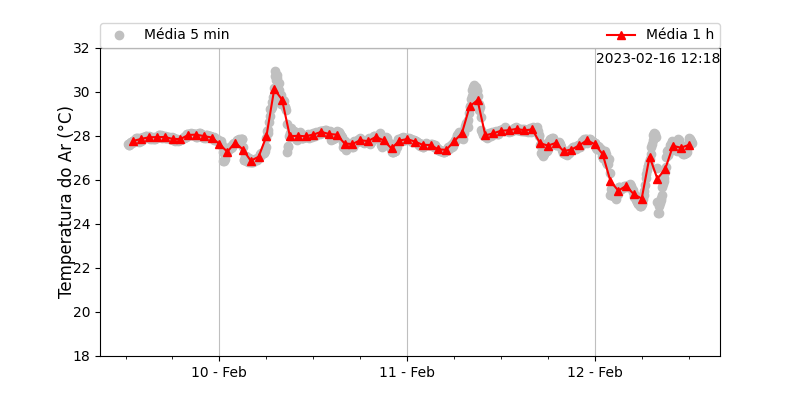 Média 5 min
Média 1 h
2023-02-16 12:18
Temperatura do Ar (°C)
32
30
28
26
24
22
20
18
10 - Feb
11 - Feb
12 - Feb